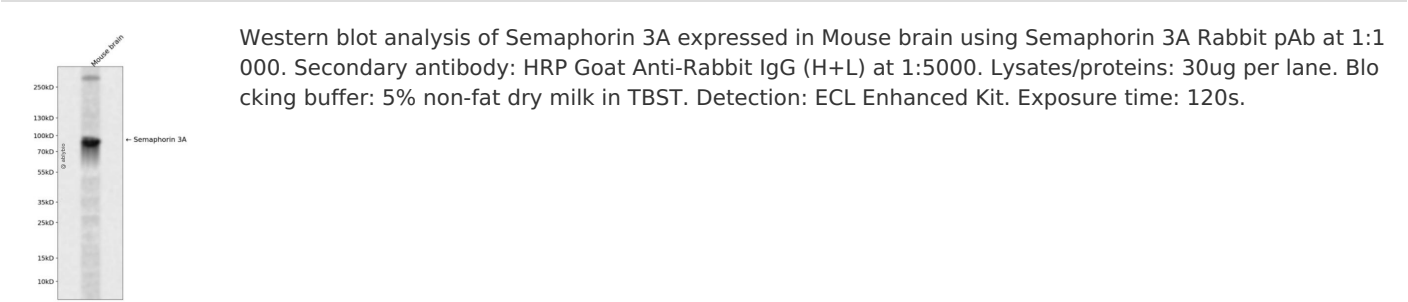 Mouse brain
250kD
130kD
100kD
70kD
55kD
35kD
25kD
15kD
10kD
@ abytxo
← Semaphorin 3A
Western blot analysis of Semaphorin 3A expressed in Mouse brain using Semaphorin 3A Rabbit pAb at 1:1
000. Secondary antibody: HRP Goat Anti-Rabbit IgG (H+L) at 1:5000. Lysates/proteins: 30ug per lane. Blo
cking buffer: 5% non-fat dry milk in TBST. Detection: ECL Enhanced Kit. Exposure time: 120s.